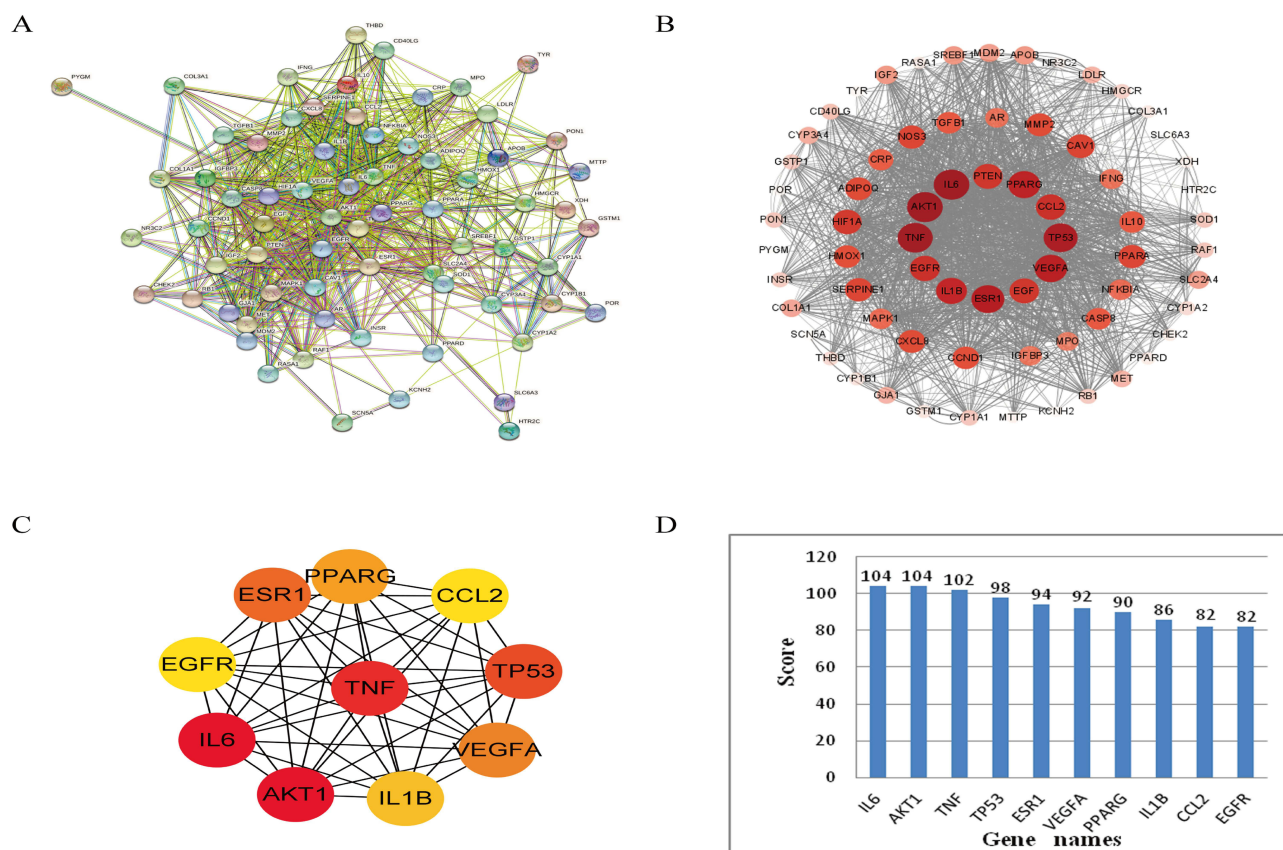 A
THBD
CD40LG
TYR
PYGM
COL3A1
IFNG
IL10
MPO
SERPINE1
CRP
LDLR
CXCL8
CCL2
TGFB1
MMP2
FNFKBIA
NOS3
PON1
IL1B
ADIPOQ
APOB
MTTP
COL1A1
IGFBP3
TNF
HMOX1
CASP8
HIF1A
VEGFA
IL6
PPARA
HMGCR
XDH
CCND1
EGF
AKT1
PPARG
GSTM1
NR3C2
EGFR
SREBF1
GSTP1
PTEN
IGF2
ESR1
SLC2A4
CYP1A1
CHEK2
RB1
MAPK1
CAV1
SOD1
CYP3A4
CYP1B1
POR
GJA1
MET
AR
MDM2
INSR
CYP1A2
RAF1
PPARD
RASA1
KCNH2
SLC6A3
SCN5A
HTR2C
B
SREBF1
MDM2
APOB
RASA1
NR3C2
IGF2
LDLR
TYR
HMGCR
CD40LG
COL3A1
CYP3A4
SLC6A3
GSTP1
XDH
POR
HTR2C
PON1
SOD1
PYGM
RAF1
INSR
SLC2A4
COL1A1
CYP1A2
SCN5A
CHEK2
THBD
PPARD
CYP1B1
MET
GJA1
RB1
GSTM1
KCNH2
CYP1A1
MTTP
TGFB1
AR
MMP2
NOS3
CAV1
CRP
IFNG
ADIPOQ
IL10
HIF1A
HMOX1
PPARA
SERPINE1
NFKBIA
MAPK1
CASP8
CXCL8
MPO
CCND1
IGFBP3
IL6
PTEN
PPARG
AKT1
CCL2
TNF
TP53
EGFR
VEGFA
IL1B
ESR1
EGF
C
PPARG
ESR1
CCL2
EGFR
TP53
TNF
IL6
VEGFA
AKT1
IL1B
D
120
100
80
60
40
20
0
Score
104
104
102
98
94
92
90
86
82
82
IL6
AKT1
TNF
TP53
ESR1
VEGFA
PPARG
IL1B
CCL2
EGFR
Gene names